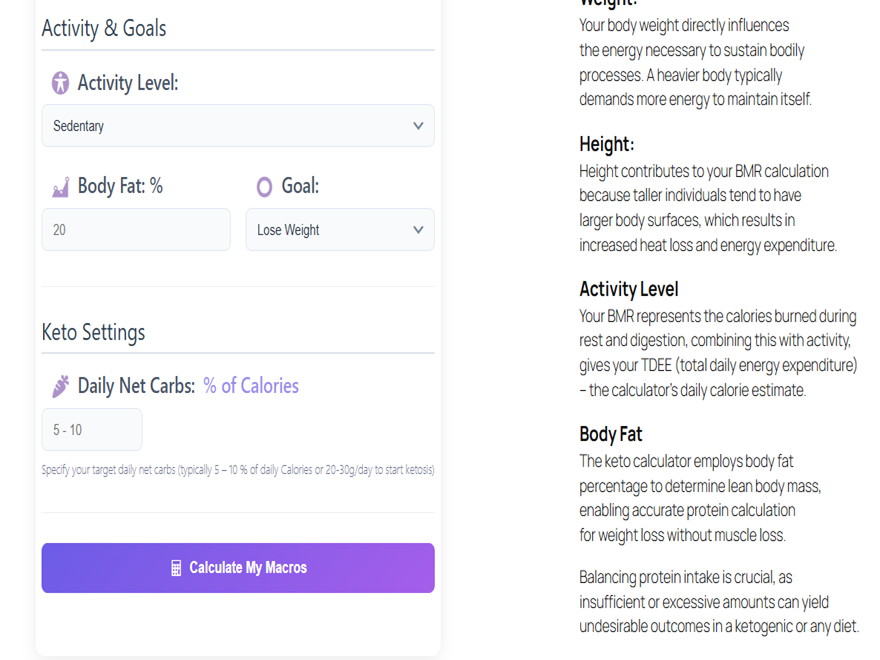 Activity & Goals
Activity Level:
Sedentary
Body Fat: %
Goal:
20
Lose Weight
Keto Settings
Daily Net Carbs: % of Calories
5 - 10
Specify your target daily net carbs (typically 5 – 10 % of daily Calories or 20-30g/day to start ketosis)
Calculate My Macros
Weight:
Your body weight directly influences
the energy necessary to sustain bodily
processes. A heavier body typically
demands more energy to maintain itself.
Height:
Height contributes to your BMR calculation
because taller individuals tend to have
larger body surfaces, which results in
increased heat loss and energy expenditure.
Activity Level
Your BMR represents the calories burned during
rest and digestion, combining this with activity,
gives your TDEE (total daily energy expenditure)
– the calculator's daily calorie estimate.
Body Fat
The keto calculator employs body fat
percentage to determine lean body mass,
enabling accurate protein calculation
for weight loss without muscle loss.
Balancing protein intake is crucial, as
insufficient or excessive amounts can yield
undesirable outcomes in a ketogenic or any diet.